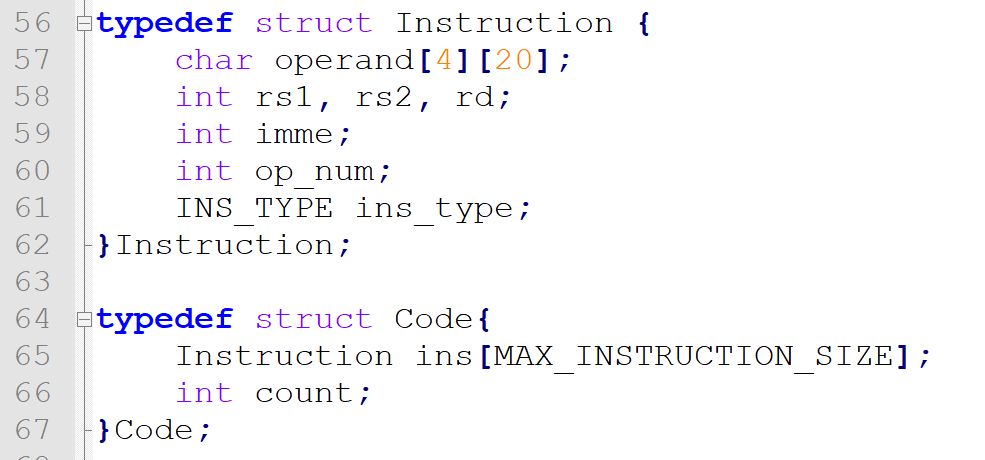 56 typedef struct Instruction {
57 char operand[4][20];
58 int rs1, rs2, rd;
59 int imme;
60 int op_num;
61 INS_TYPE ins_type;
62 }Instruction;
63
64 typedef struct Code{
65 Instruction ins[MAX_INSTRUCTION_SIZE];
66 int count;
67 }Code;